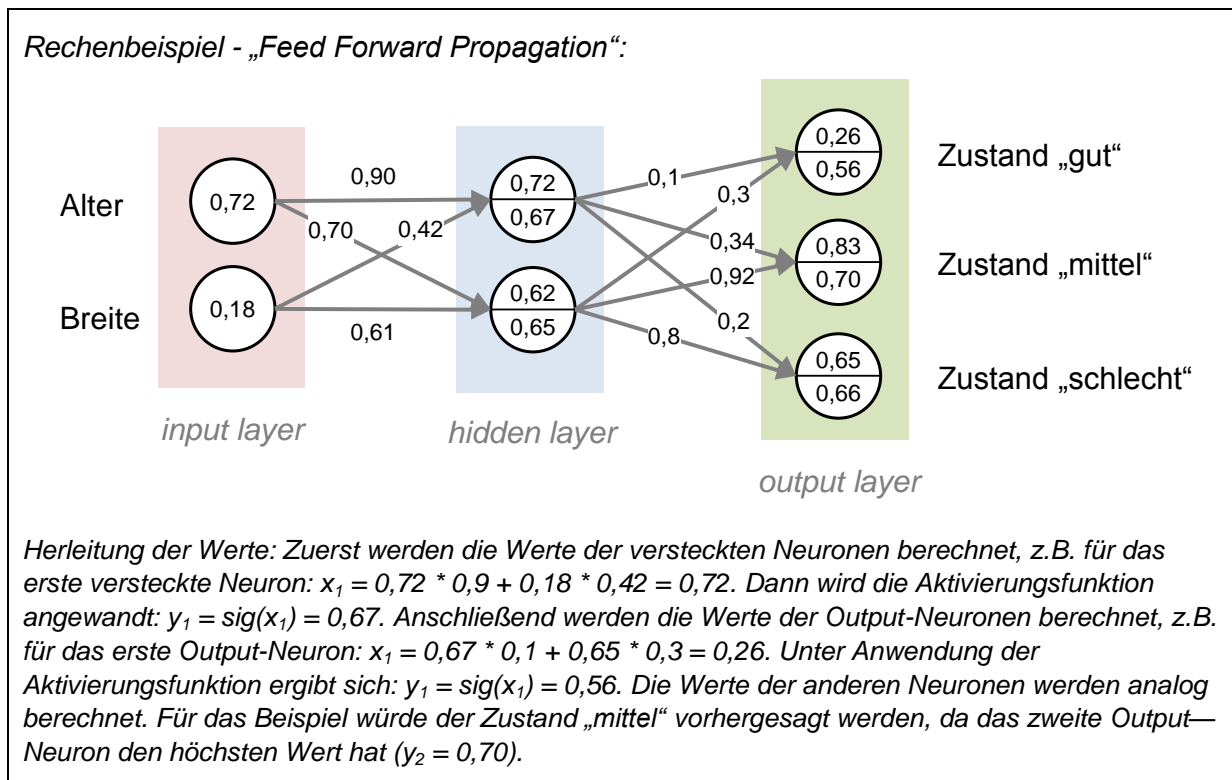 Rechenbeispiel - „Feed Forward Propagation“:
0,26
0,56
Zustand „gut“
0,90
0,1
0,72
0,72
0,67
0,3
Alter
0,70
0,42
0,34
0,83
0,70
Zustand „mittel“
0,92
0,18
0,62
0,65
Breite
0,61
0,2
0,8
0,65
0,66
Zustand „schlecht“
input layer
hidden layer
output layer
Herleitung der Werte: Zuerst werden die Werte der versteckten Neuronen berechnet, z.B. für das
erste versteckte Neuron: x₁ = 0,72 * 0,9 + 0,18 * 0,42 = 0,72. Dann wird die Aktivierungsfunktion
angewandt: y₁ = sig(x₁) = 0,67. Anschließend werden die Werte der Output-Neuronen berechnet, z.B.
für das erste Output-Neuron: x₁ = 0,67 * 0,1 + 0,65 * 0,3 = 0,26. Unter Anwendung der
Aktivierungsfunktion ergibt sich: y₁ = sig(x₁) = 0,56. Die Werte der anderen Neuronen werden analog
berechnet. Für das Beispiel würde der Zustand „mittel“ vorhergesagt werden, da das zweite Output—
Neuron den höchsten Wert hat (y₂ = 0,70).